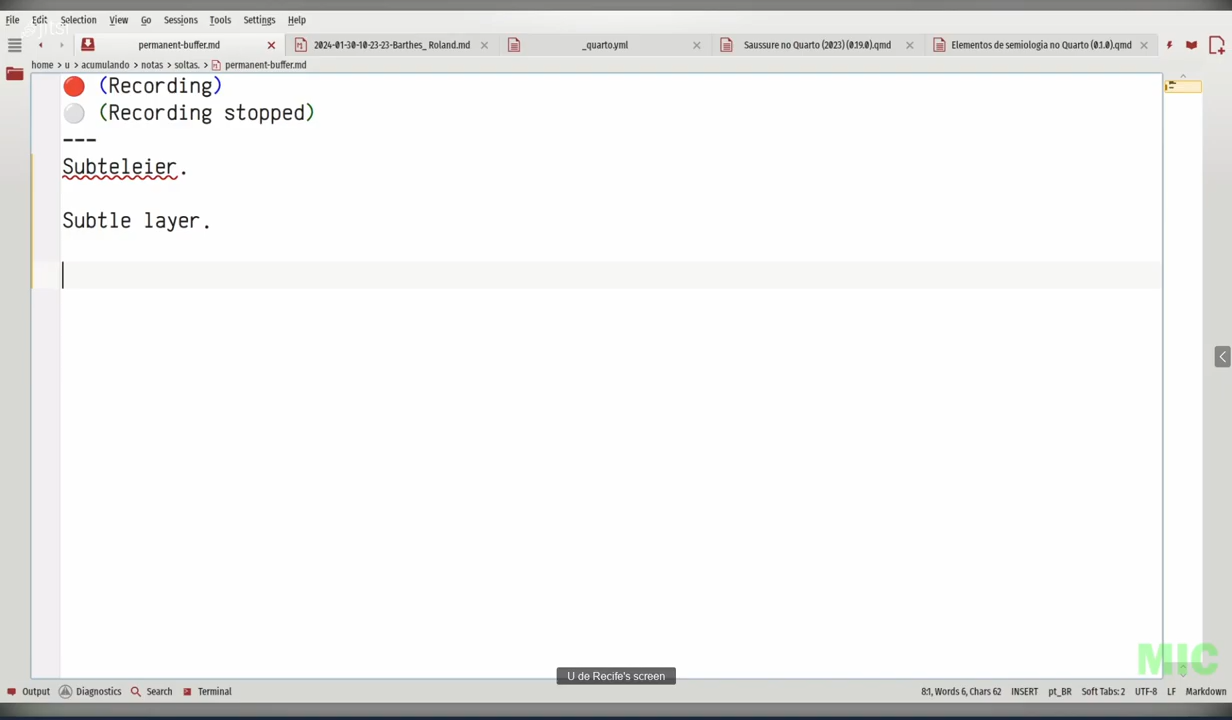 File Edit Selection View Go Sessions Tools Settings Help
jitsi
permanent-buffer.md
2024-01-30-10-23-23-Barthes_ Roland.md
_quarto.yml
Saussure no Quarto (2023) (0.19.0).qmd
Elementos de semiologia no Quarto (0.1.0).qmd
home > u > acumulando > notas > soltas. > permanent-buffer.md
🔴 (Recording)
⚪ (Recording stopped)
---
Subteleier.
Subtle layer.
MIC
U de Recife's screen
Output Diagnostics Search Terminal
8:1, Words 6, Chars 62 INSERT pt_BR Soft Tabs: 2 UTF-8 LF Markdown